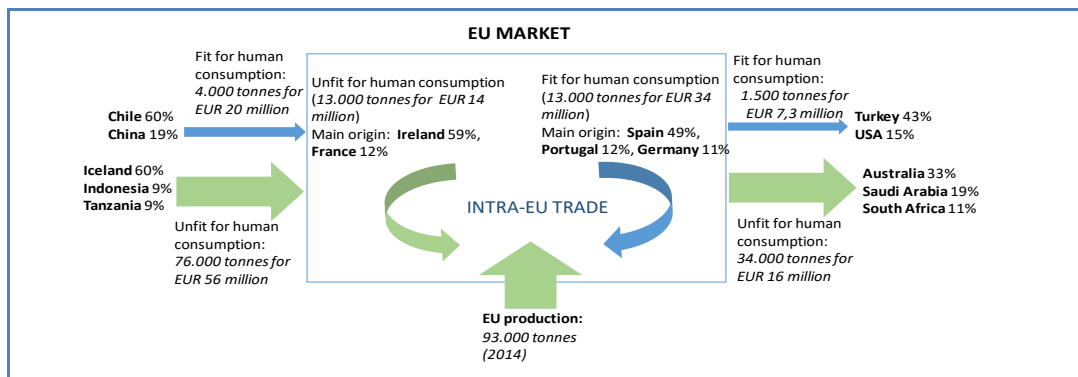 EU MARKET
Fit for human
consumption:
4.000 tonnes for
EUR 20 million
Chile 60%
China 19%
Iceland 60%
Indonesia 9%
Tanzania 9%
Unfit for human
consumption:
76.000 tonnes for
EUR 56 million
Unfit for human consumption
(13.000 tonnes for EUR 14
million)
Main origin: Ireland 59%,
France 12%
Fit for human consumption
(13.000 tonnes for EUR 34
million)
Main origin: Spain 49%,
Portugal 12%, Germany 11%
INTRA-EU TRADE
EU production:
93.000 tonnes
(2014)
Fit for human
consumption:
1.500 tonnes for
EUR 7,3 million
Turkey 43%
USA 15%
Australia 33%
Saudi Arabia 19%
South Africa 11%
Unfit for human
consumption:
34.000 tonnes for
EUR 16 million